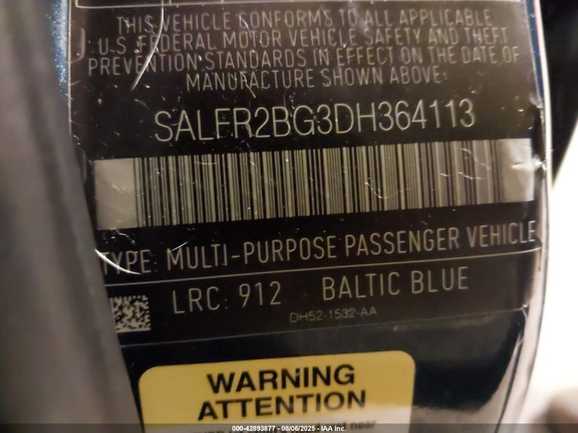 THIS VEHICLE CONFORMS TO ALL APPLICABLE
U.S. FEDERAL MOTOR VEHICLE SAFETY AND THEFT
PREVENTION STANDARDS IN EFFECT ON THE DATE OF
MANUFACTURE SHOWN ABOVE.
SALFR2BG3DH364113
TYPE: MULTI-PURPOSE PASSENGER VEHICLE
LRC: 912 BALTIC BLUE
DH52-1532-AA
WARNING
ATTENTION
near
000-42893877 - 08/06/2025 - IAA Inc.